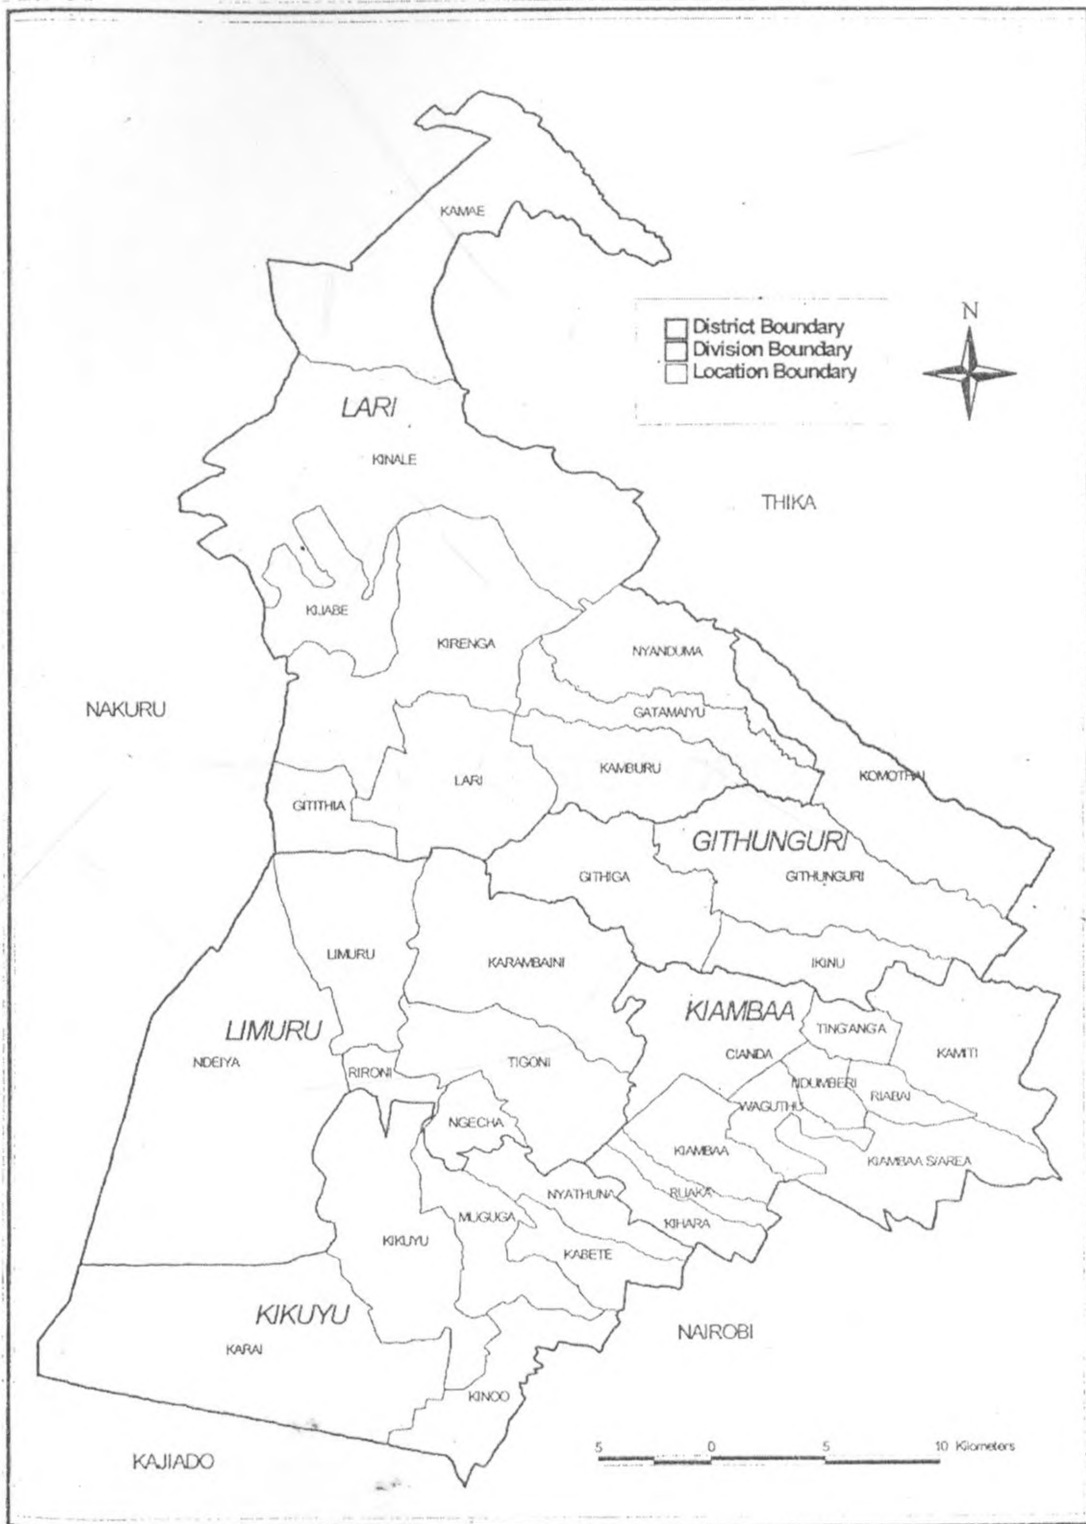 KAMAE
N
District Boundary
Division Boundary
Location Boundary
LARI
KINALE
THIKA
KIJABE
KIRENGA
NYANDUMA
NAKURU
GATAMAIYU
KAMBURU
KOMOTHAI
LARI
GITITHIA
GITHUNGURI
GITHIGA
GITHUNGURI
LIMURU
KARAMBAINI
IKINU
KIAMBAA
LIMURU
TING'ANG'A
CIANDA
KAMITI
NDEIYA
TIGONI
RIRONI
NDUMBERI
RIABAI
WAGUTHU
NGECHA
KIAMBAA
KIAMBAA S/AREA
NYATHUNA
RUAKA
MUGUGA
KIHARA
KIKUYU
KABETE
KIKUYU
NAIROBI
KARAI
KINOO
5 0 5 10 Kilometers
KAJIADO